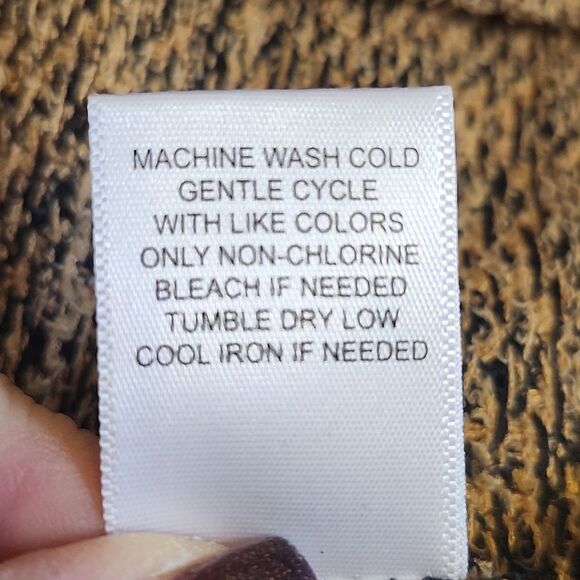 MACHINE WASH COLD
GENTLE CYCLE
WITH LIKE COLORS
ONLY NON-CHLORINE
BLEACH IF NEEDED
TUMBLE DRY LOW
COOL IRON IF NEEDED